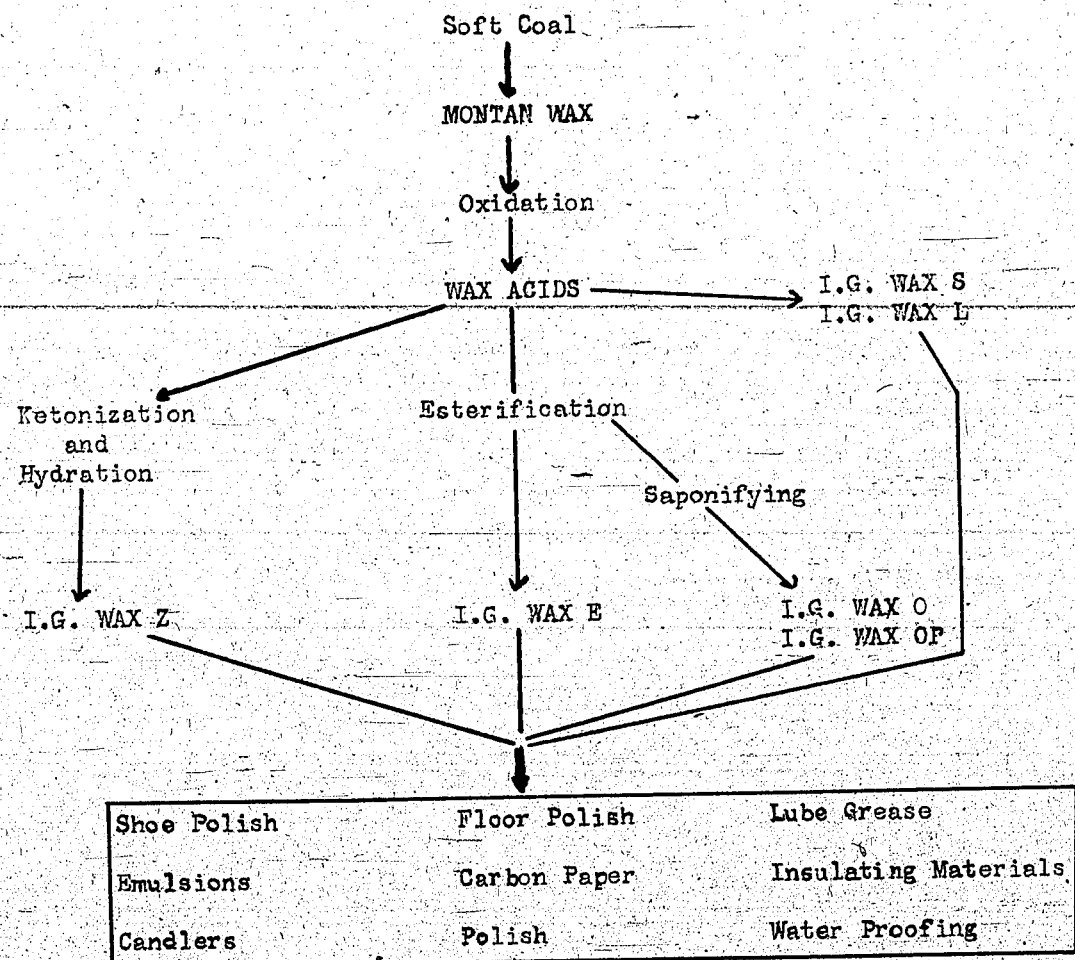 Soft Coal
MONTAN WAX
Oxidation
WAX ACIDS
I.G. WAX S
I.G. WAX L
Ketonization
and
Hydration
Esterification
Saponifying
I.G. WAX Z
I.G. WAX E
I.G. WAX O
I.G. WAX OP
Shoe Polish
Floor Polish
Lube Grease
Emulsions
Carbon Paper
Insulating Materials
Candlers
Polish
Water Proofing